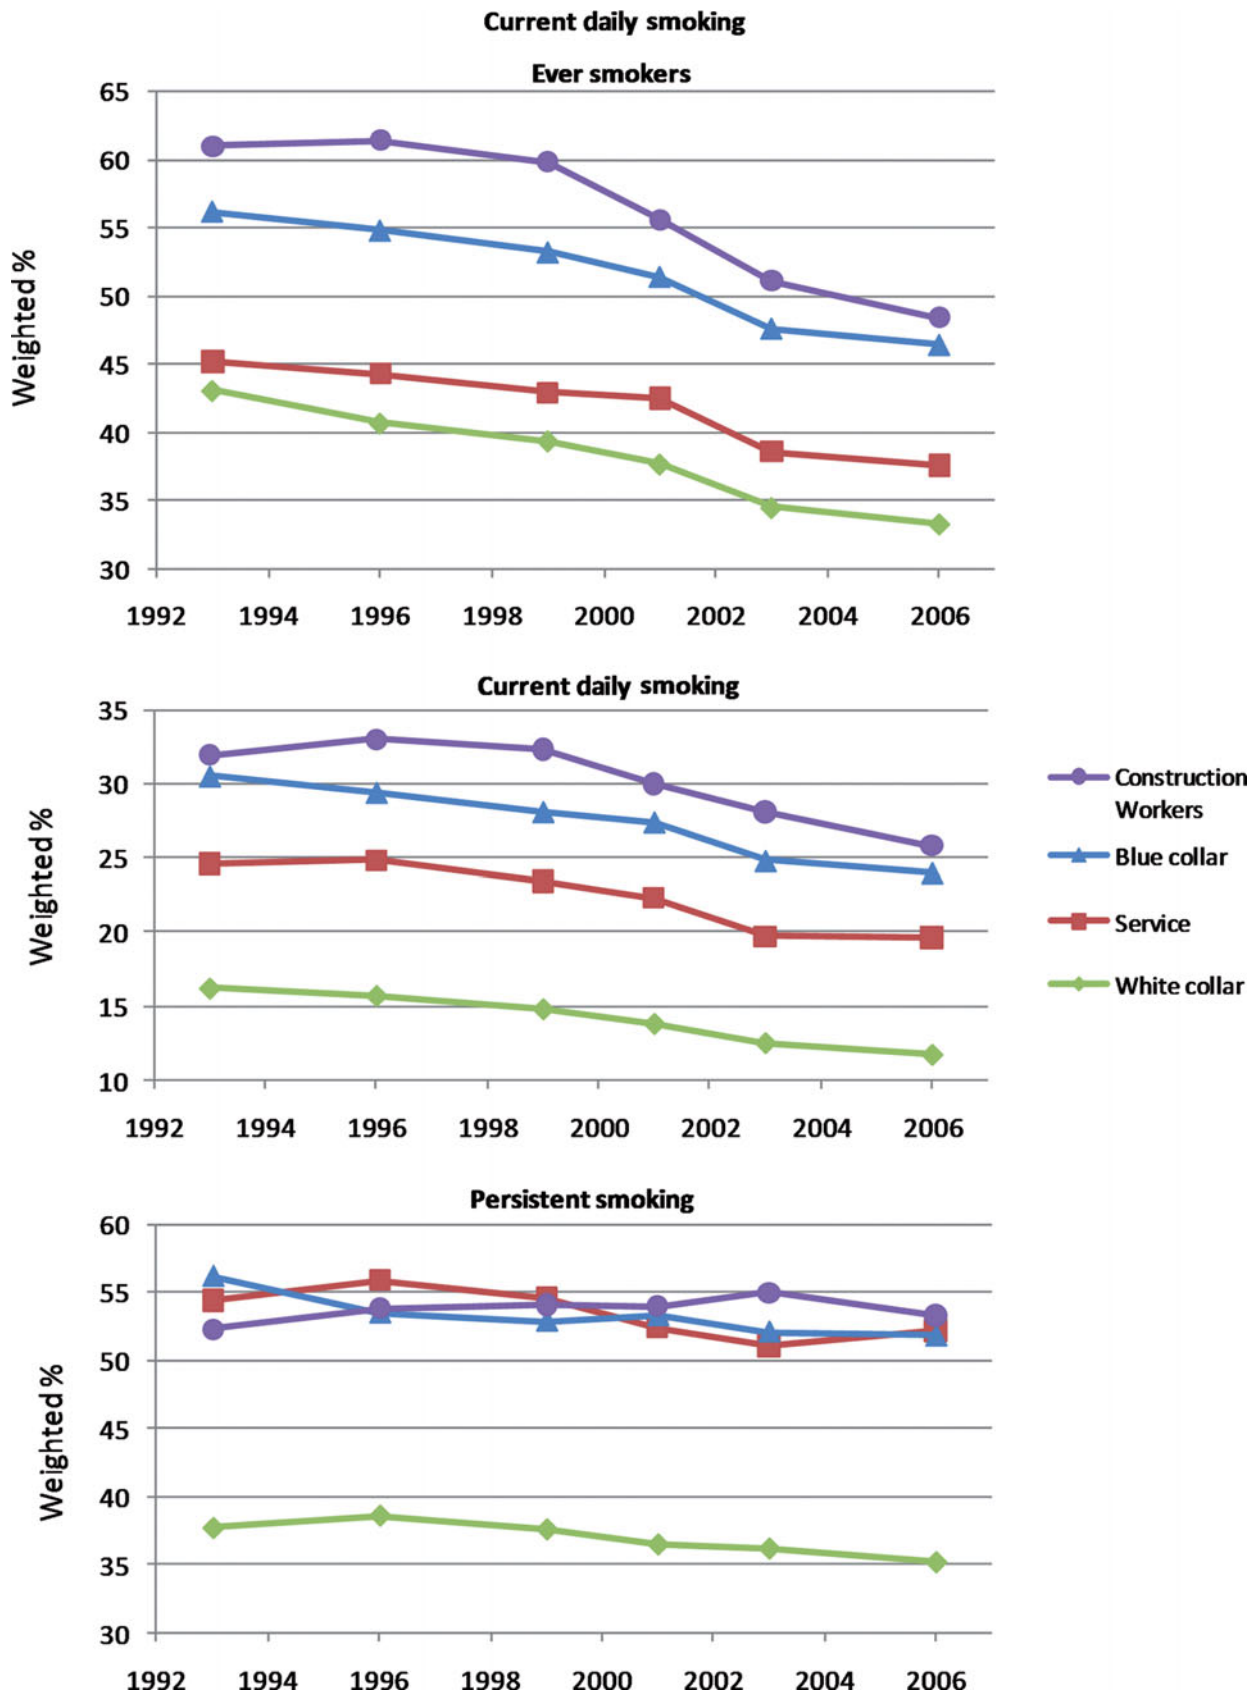 Current daily smoking
Ever smokers
Weighted %
65
60
55
50
45
40
35
30
1992 1994 1996 1998 2000 2002 2004 2006
Current daily smoking
Weighted %
35
30
25
20
15
10
1992 1994 1996 1998 2000 2002 2004 2006
Construction
Workers
Blue collar
Service
White collar
Persistent smoking
Weighted %
60
55
50
45
40
35
30
1992 1994 1996 1998 2000 2002 2004 2006